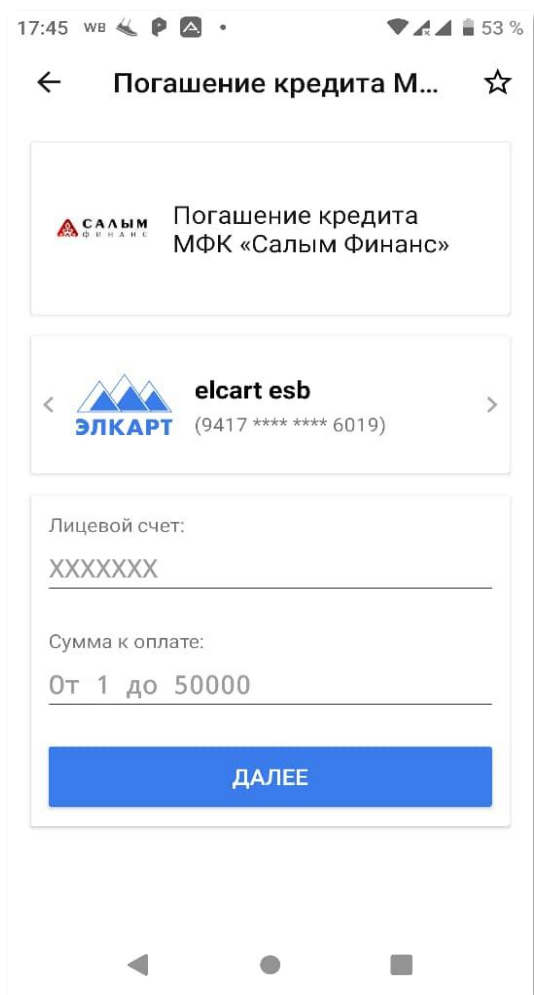 17:45 WB 53 %
Погашение кредита М...
САЛЫМ
ФИНАНС
Погашение кредита
МФК «Салым Финанс»
ЭЛКАРТ
elcart esb
(9417 **** **** 6019)
Лицевой счет:
XXXXXXX
Сумма к оплате:
От 1 до 50000
ДАЛЕЕ